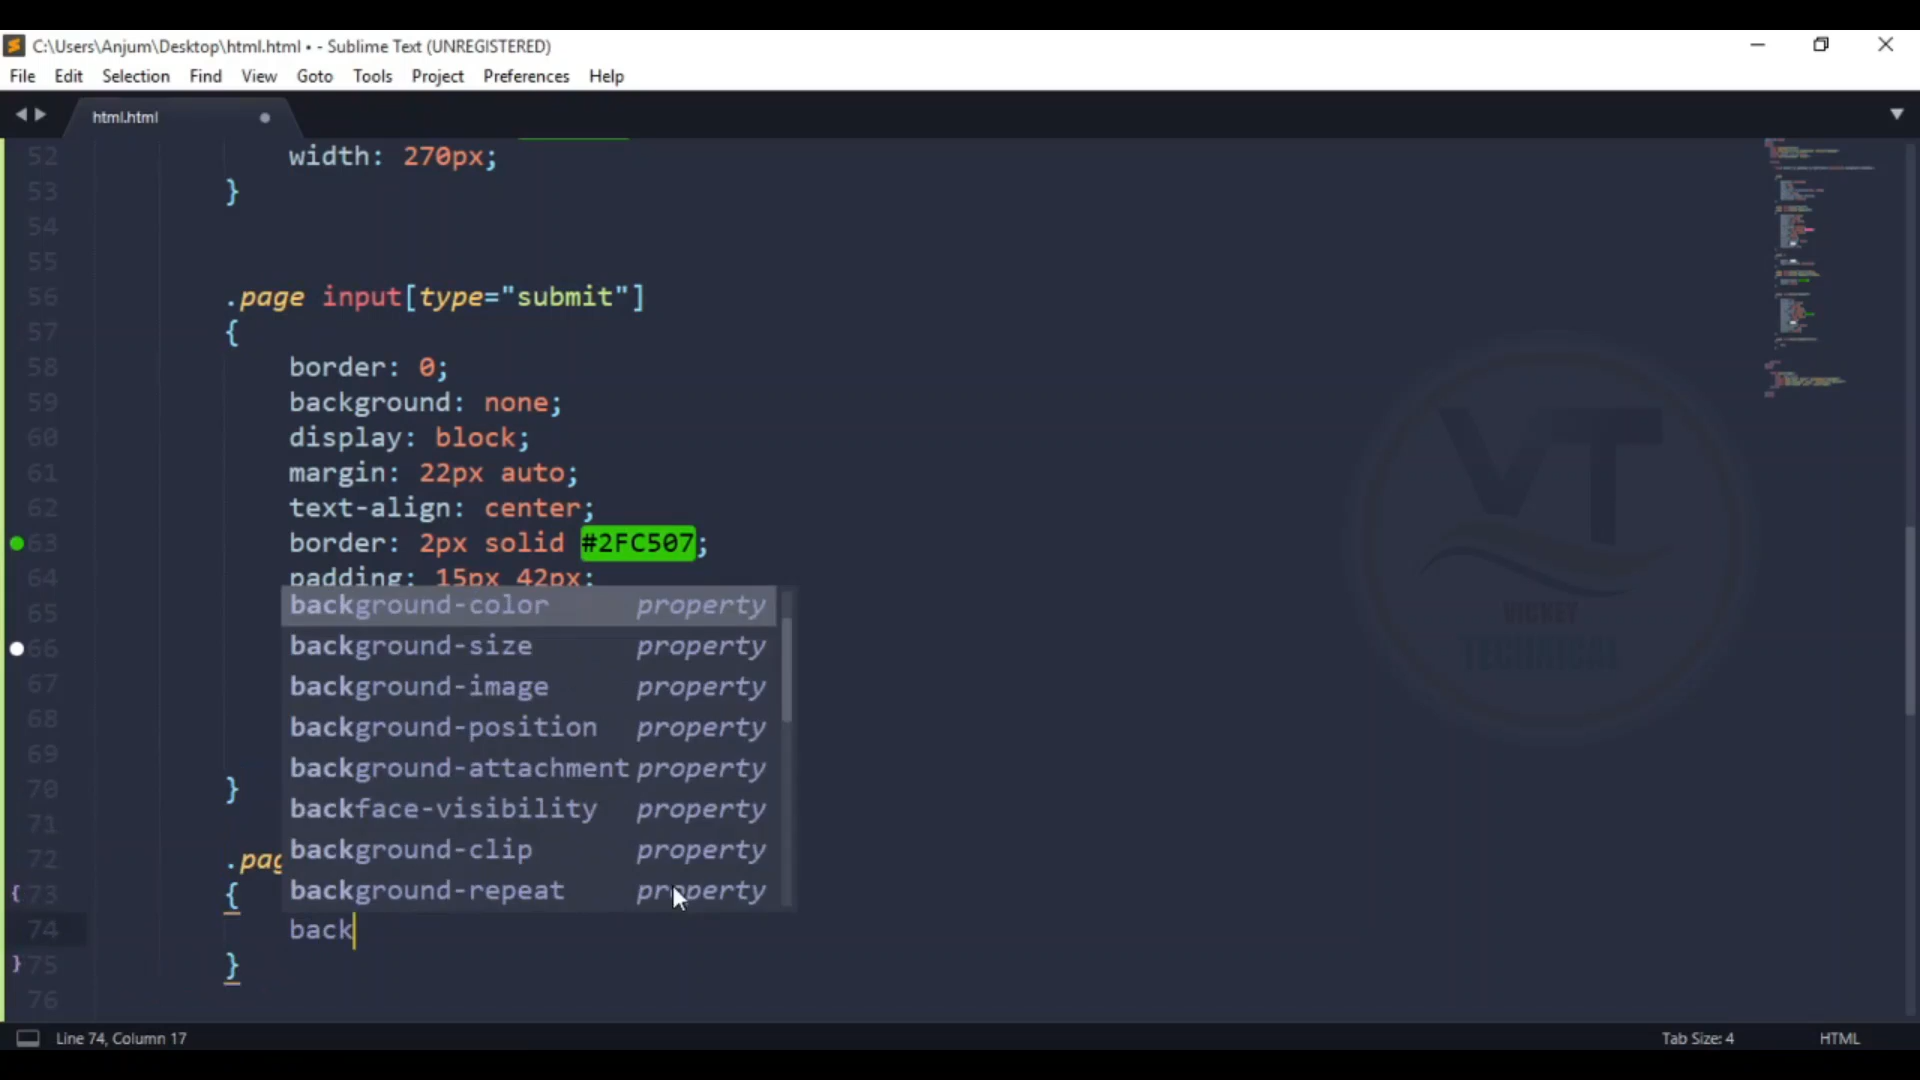 C:\Users\Anjum\Desktop\html.html • - Sublime Text (UNREGISTERED)
File Edit Selection Find View Goto Tools Project Preferences Help
html.html
52 width: 270px;
53 }
54
55
56 .page input[type="submit"]
57 {
58 border: 0;
59 background: none;
60 display: block;
61 margin: 22px auto;
62 text-align: center;
63 border: 2px solid #2FC507;
64 padding: 15px 42px;
65 background-color property
66 background-size property
67 background-image property
68 background-position property
69 background-attachment property
70 } backface-visibility property
71 background-clip property
72 .pag
73 { background-repeat property
74 back
75 }
76
VT
VICKEY
TECHNICAL
Line 74, Column 17 Tab Size: 4 HTML